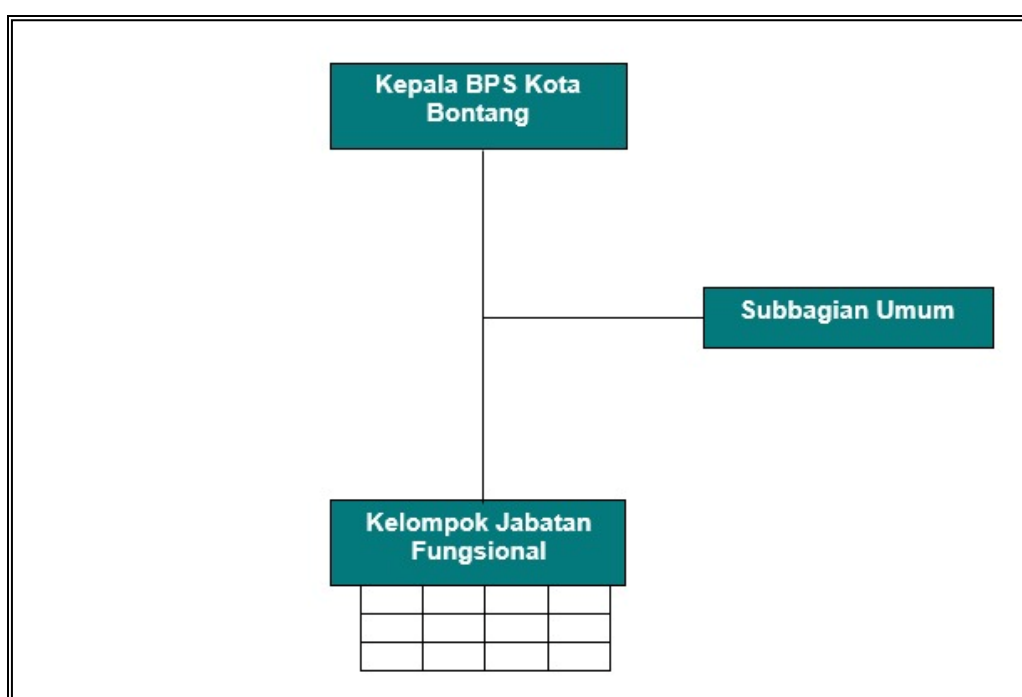 Kepala BPS Kota
Bontang
Subbagian Umum
Kelompok Jabatan
Fungsional